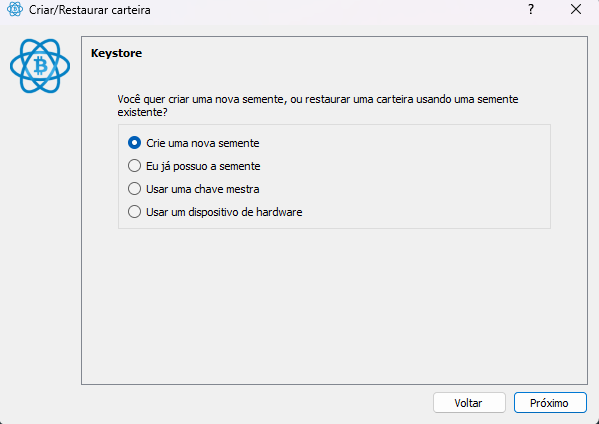 Criar/Restaurar carteira
?
Keystore
Você quer criar uma nova semente, ou restaurar uma carteira usando uma semente
existente?
Crie uma nova semente
Eu já possuo a semente
Usar uma chave mestra
Usar um dispositivo de hardware
Voltar
Próximo